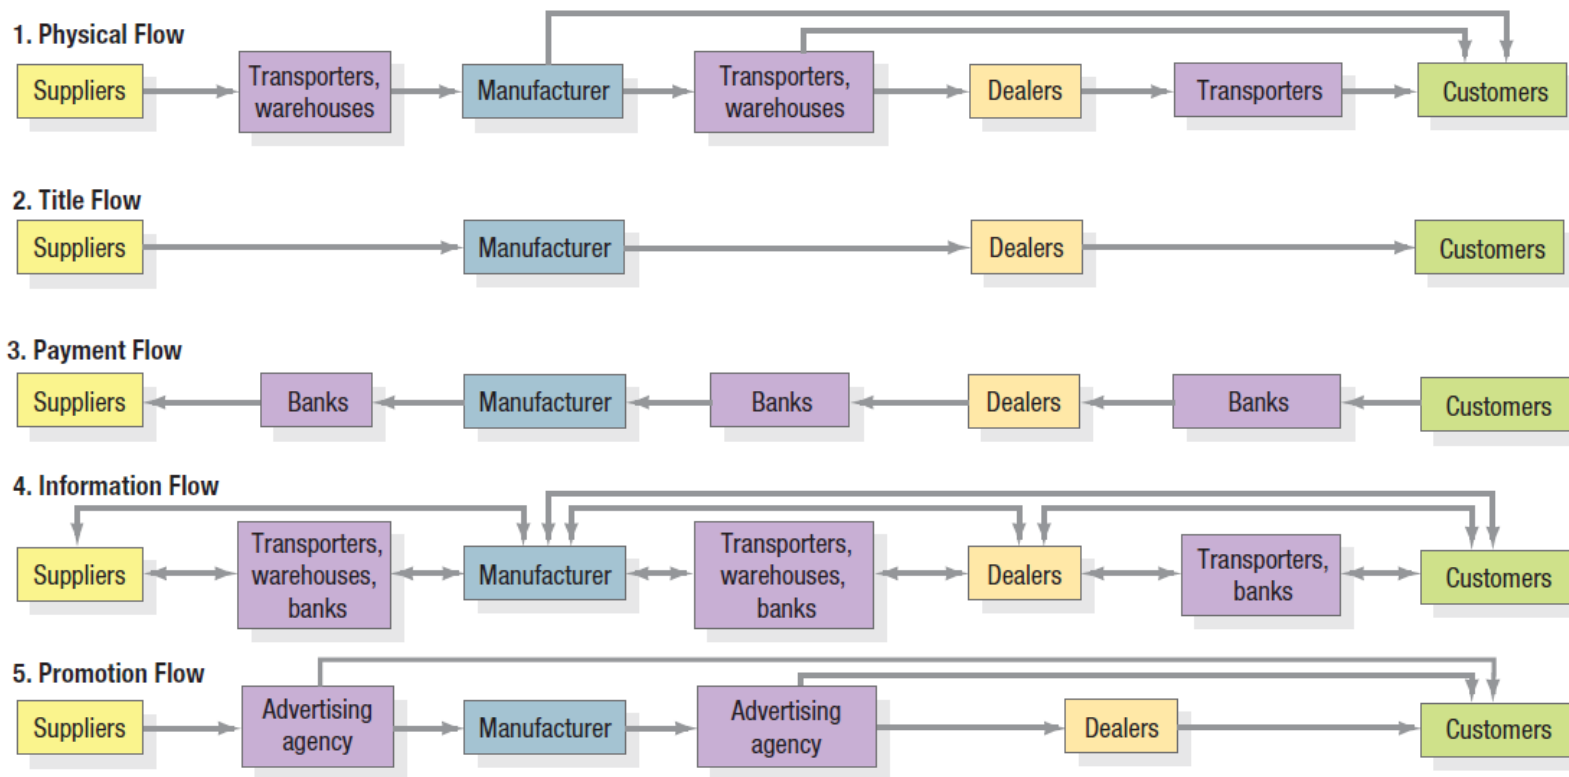 1. Physical Flow
Suppliers
Transporters,
warehouses
Manufacturer
Transporters,
warehouses
Dealers
Transporters
Customers
2. Title Flow
Suppliers
Manufacturer
Dealers
Customers
3. Payment Flow
Suppliers
Banks
Manufacturer
Banks
Dealers
Banks
Customers
4. Information Flow
Suppliers
Transporters,
warehouses,
banks
Manufacturer
Transporters,
warehouses,
banks
Dealers
Transporters,
banks
Customers
5. Promotion Flow
Suppliers
Advertising
agency
Manufacturer
Advertising
agency
Dealers
Customers